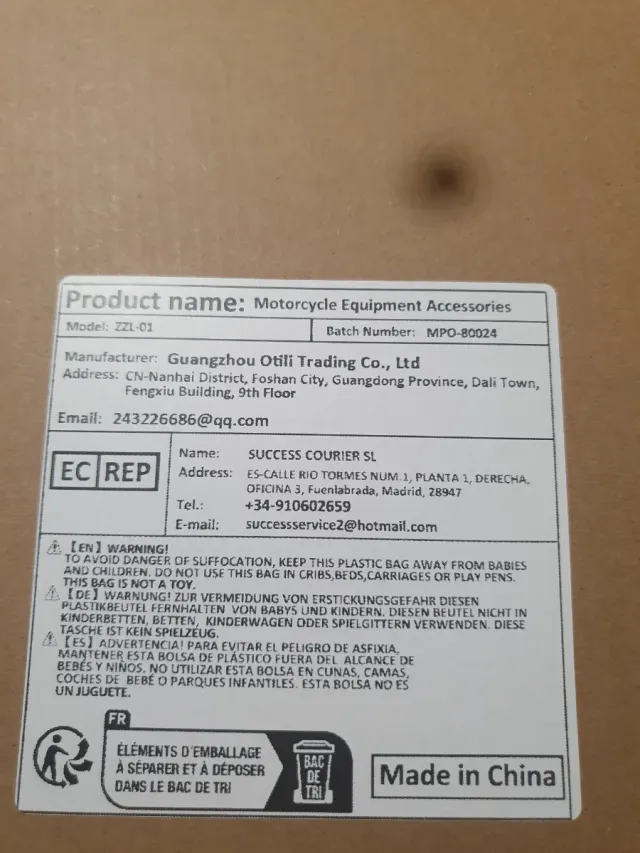 Product name: Motorcycle Equipment Accessories
Model: ZZL-01
Batch Number: MPO-80024
Manufacturer: Guangzhou Otili Trading Co., Ltd
Address: CN-Nanhai District, Foshan City, Guangdong Province, Dali Town,
Fengxiu Building, 9th Floor
Email: 243226686@qq.com
EC REP
Name: SUCCESS COURIER SL
Address: ES-CALLE RIO TORMES NUM.1, PLANTA 1, DERECHA,
OFICINA 3, Fuenlabrada, Madrid, 28947
Tel.: +34-910602659
E-mail: successservice2@hotmail.com
⚠【EN】WARNING!
TO AVOID DANGER OF SUFFOCATION, KEEP THIS PLASTIC BAG AWAY FROM BABIES
AND CHILDREN. DO NOT USE THIS BAG IN CRIBS,BEDS,CARRIAGES OR PLAY PENS.
THIS BAG IS NOT A TOY.
⚠【DE】WARNUNG! ZUR VERMEIDUNG VON ERSTICKUNGSGEFAHR DIESEN
PLASTIKBEUTEL FERNHALTEN VON BABYS UND KINDERN. DIESEN BEUTEL NICHT IN
KINDERBETTEN, BETTEN, KINDERWAGEN ODER SPIELGITTERN VERWENDEN. DIESE
TASCHE IST KEIN SPIELZEUG.
⚠【ES】ADVERTENCIA! PARA EVITAR EL PELIGRO DE ASFIXIA,
MANTENER ESTA BOLSA DE PLÁSTICO FUERA DEL ALCANCE DE
BEBÉS Y NIÑOS. NO UTILIZAR ESTA BOLSA EN CUNAS, CAMAS,
COCHES DE BEBÉ O PARQUES INFANTILES. ESTA BOLSA NO ES
UN JUGUETE.
FR
ÉLÉMENTS D'EMBALLAGE
À SÉPARER ET À DÉPOSER
DANS LE BAC DE TRI
BAC
DE
TRI
Made in China